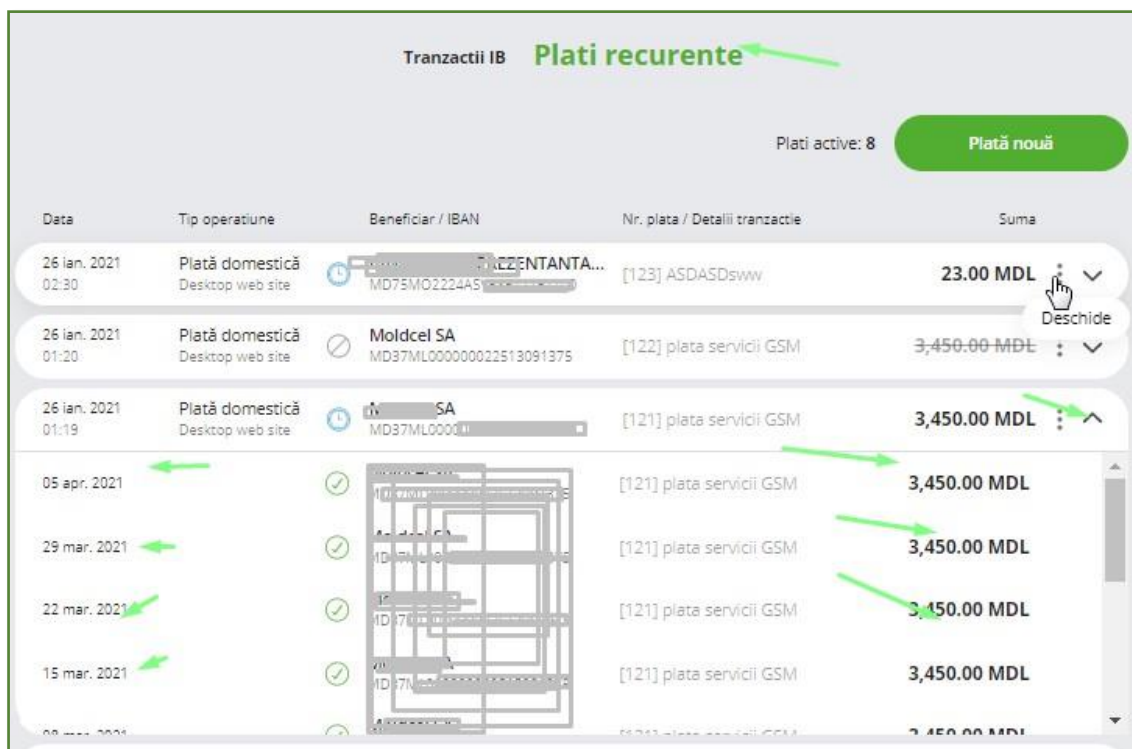 Tranzactii IB Plati recurente
Plati active: 8 Plată nouă
Data Tip operatiune Beneficiar / IBAN Nr. plata / Detalii tranzactie Suma
26 ian. 2021 Plată domestică [123] ASDASDsww 23.00 MDL
02:30 Desktop web site
Deschide
26 ian. 2021 Plată domestică Moldcel SA [122] plata servicii GSM 3,450.00 MDL
01:20 Desktop web site MD37ML000000022513091375
26 ian. 2021 Plată domestică SA [121] plata servicii GSM 3,450.00 MDL
01:19 Desktop web site MD37ML0000
05 apr. 2021 [121] plata servicii GSM 3,450.00 MDL
29 mar. 2021 [121] plata servicii GSM 3,450.00 MDL
22 mar. 2021 [121] plata servicii GSM 3,450.00 MDL
15 mar. 2021 [121] plata servicii GSM 3,450.00 MDL